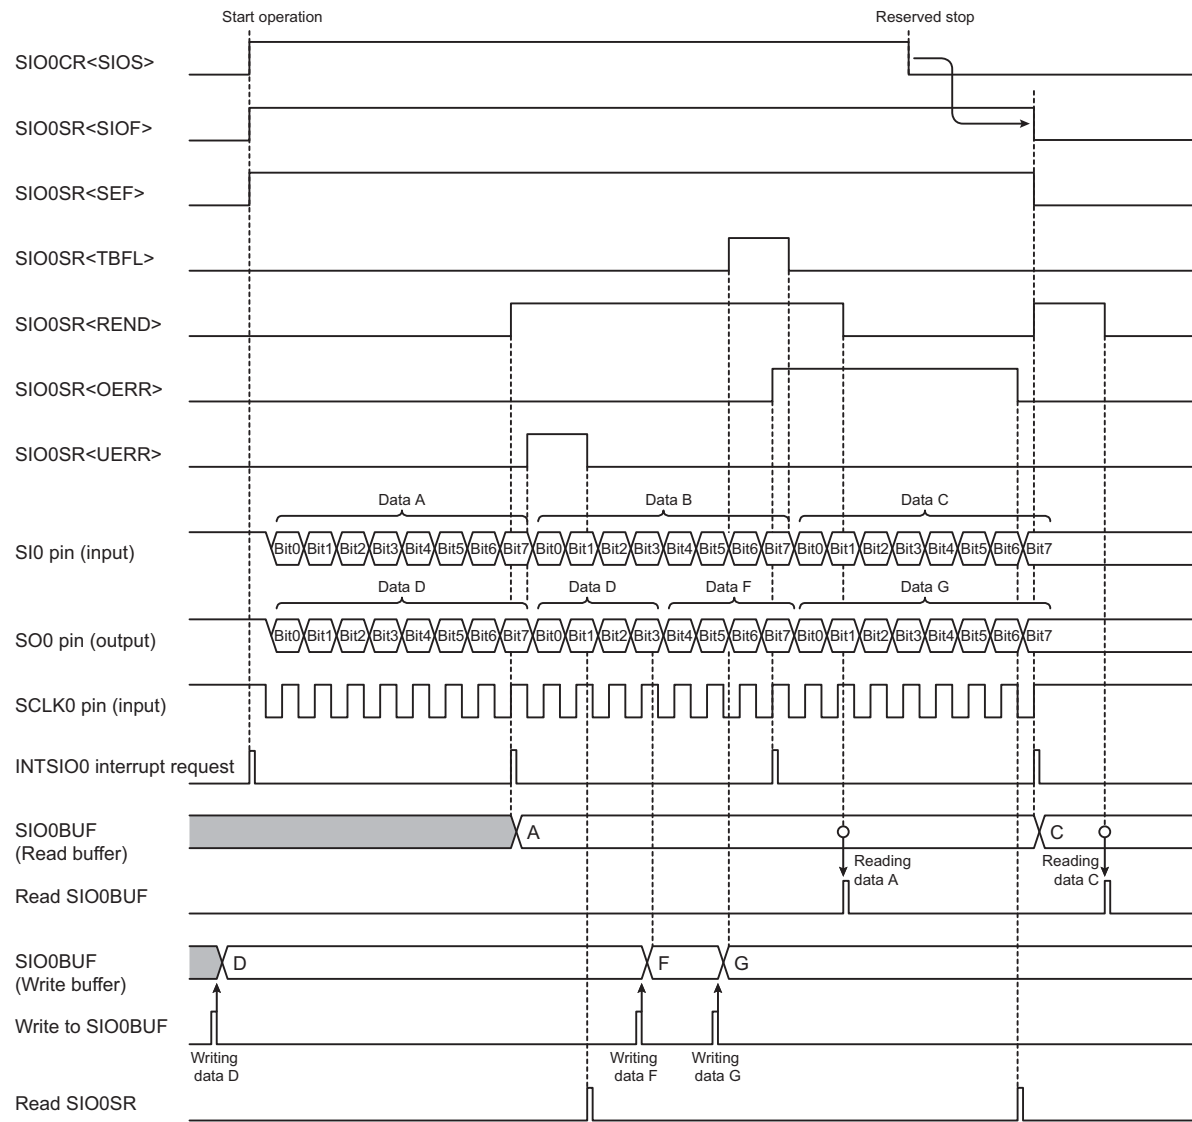 Start operation
Reserved stop
SIO0CR<SIOS>
SIO0SR<SIOF>
SIO0SR<SEF>
SIO0SR<TBFL>
SIO0SR<REND>
SIO0SR<OERR>
SIO0SR<UERR>
Data A Data B Data C
SI0 pin (input) Bit0 Bit1 Bit2 Bit3 Bit4 Bit5 Bit6 Bit7 Bit0 Bit1 Bit2 Bit3 Bit4 Bit5 Bit6 Bit7 Bit0 Bit1 Bit2 Bit3 Bit4 Bit5 Bit6 Bit7
Data D Data D Data F Data G
SO0 pin (output) Bit0 Bit1 Bit2 Bit3 Bit4 Bit5 Bit6 Bit7 Bit0 Bit1 Bit2 Bit3 Bit4 Bit5 Bit6 Bit7 Bit0 Bit1 Bit2 Bit3 Bit4 Bit5 Bit6 Bit7
SCLK0 pin (input)
INTSIO0 interrupt request
SIO0BUF A C
(Read buffer)
Reading
data A
Reading
data C
Read SIO0BUF
SIO0BUF D F G
(Write buffer)
Write to SIO0BUF
Writing
data D
Writing
data F
Writing
data G
Read SIO0SR